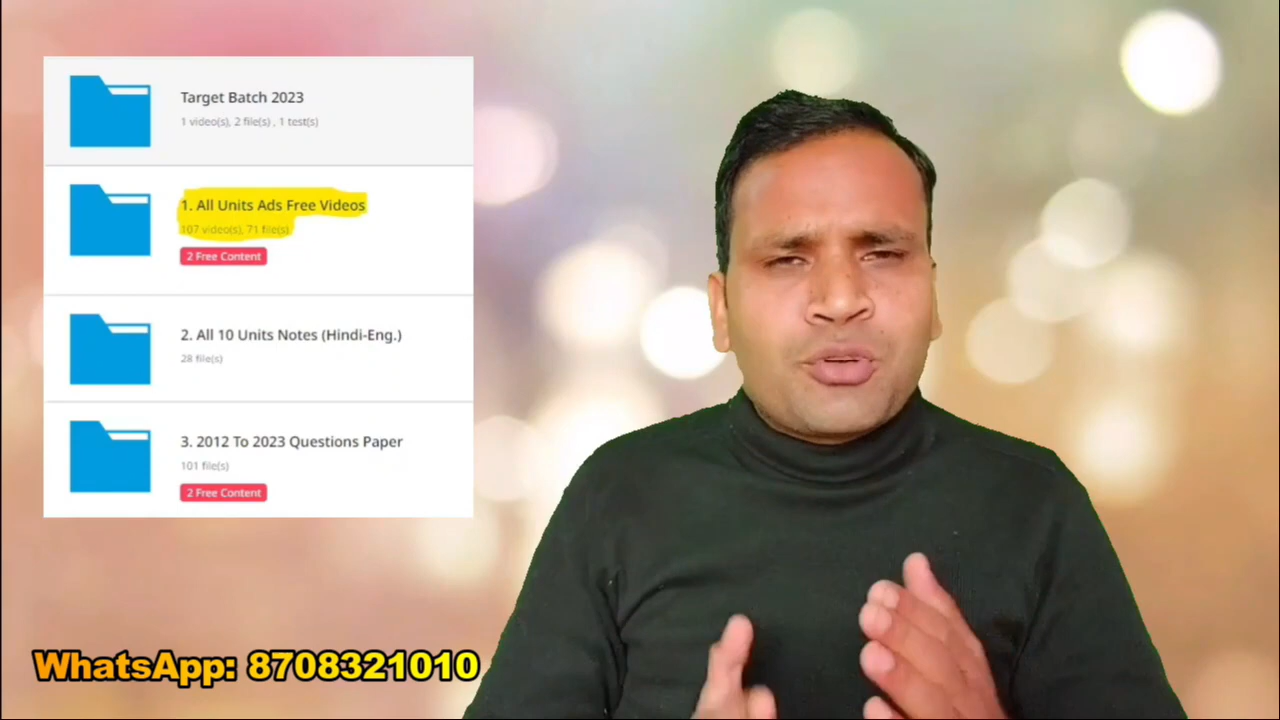 Target Batch 2023
1 video(s), 2 file(s) , 1 test(s)
1. All Units Ads Free Videos
107 video(s), 71 file(s)
2 Free Content
2. All 10 Units Notes (Hindi-Eng.)
28 file(s)
3. 2012 To 2023 Questions Paper
101 file(s)
2 Free Content
WhatsApp: 8708321010